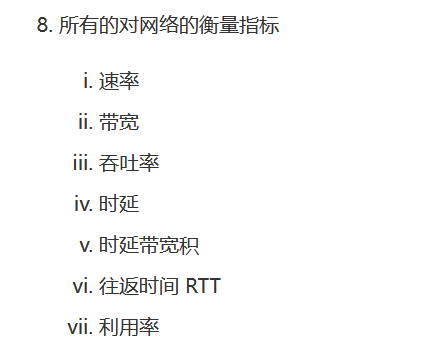 8. 所有的对网络的衡量指标
i. 速率
ii. 带宽
iii. 吞吐率
iv. 时延
v. 时延带宽积
vi. 往返时间 RTT
vii. 利用率